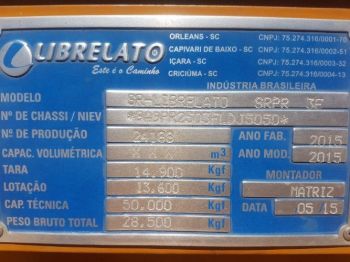 LIBRELATO
Este é o Caminho
ORLEANS - SC CNPJ: 75.274.316/0001-70
CAPIVARI DE BAIXO - SC CNPJ: 75.274.316/0002-51
IÇARA - SC CNPJ: 75.274.316/0003-32
CRICIÚMA - SC CNPJ: 75.274.316/0004-13
INDÚSTRIA BRASILEIRA
MODELO SR-LIBRELATO SRPR 3E
Nº DE CHASSI / NIEV
Nº DE PRODUÇÃO 24188
CAPAC. VOLUMÉTRICA X X X m3
TARA 14.900 Kgf
LOTAÇÃO 13.600 Kgf
CAP. TÉCNICA 50.000 Kgf
PESO BRUTO TOTAL 28.500 Kgf
ANO FAB. 2015
ANO MOD. 2015
MONTADOR
MATRIZ
DATA 05 15